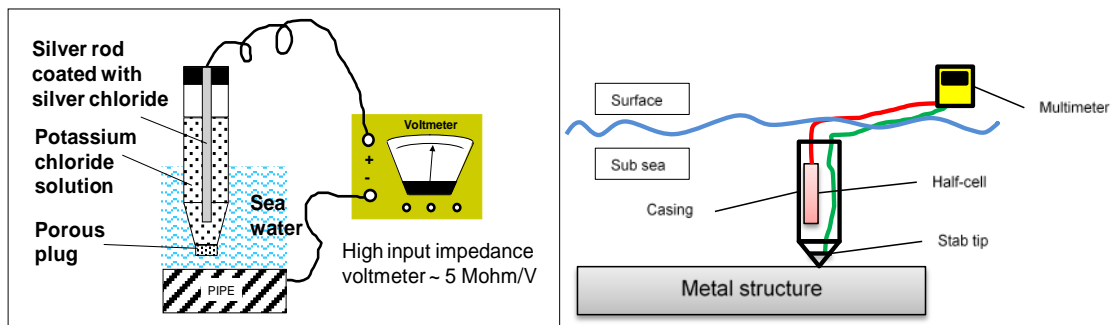 Silver rod
coated with
silver chloride
Potassium
chloride
solution
Porous
plug
Sea
water
PIPE
Voltmeter
+
-
High input impedance
voltmeter ~ 5 Mohm/V
Surface
Sub sea
Multimeter
Casing
Half-cell
Stab tip
Metal structure